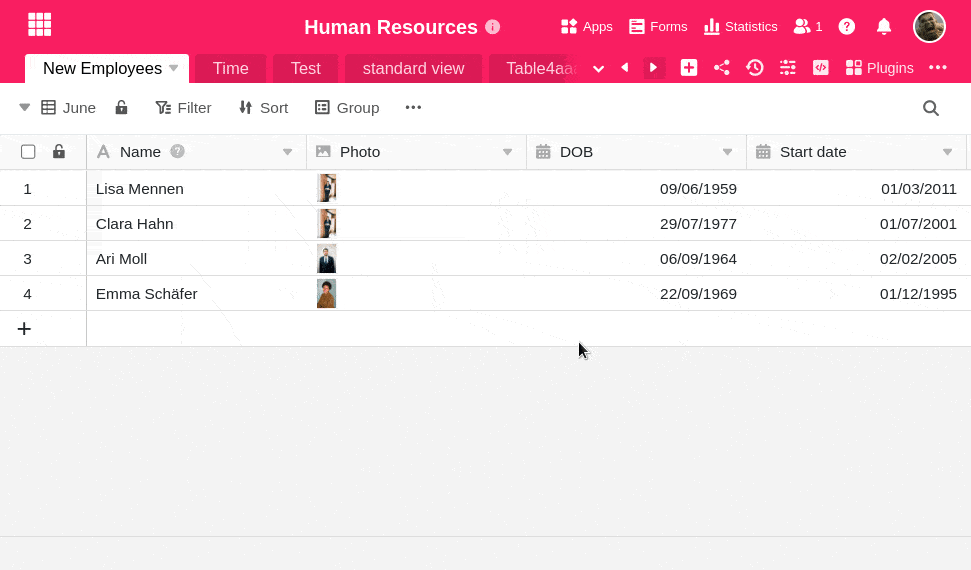 Human Resources
Apps Forms Statistics 1
New Employees Time Test standard view Table4aaa Plugins
June Filter Sort Group
Name Photo DOB Start date
1 Lisa Mennen 09/06/1959 01/03/2011
2 Clara Hahn 29/07/1977 01/07/2001
3 Ari Moll 06/09/1964 02/02/2005
4 Emma Schäfer 22/09/1969 01/12/1995